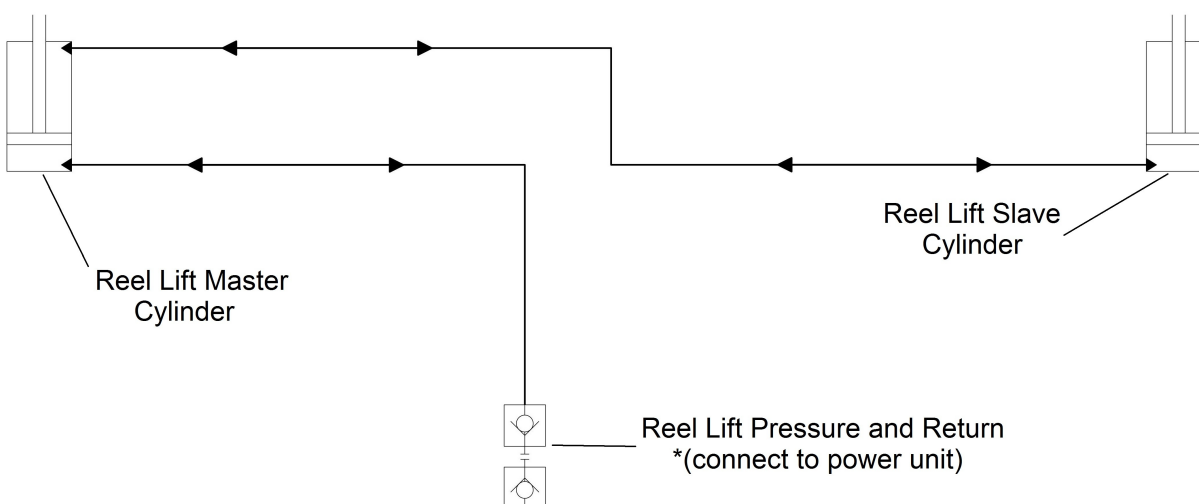 Reel Lift Slave
Cylinder
Reel Lift Master
Cylinder
Reel Lift Pressure and Return
*(connect to power unit)